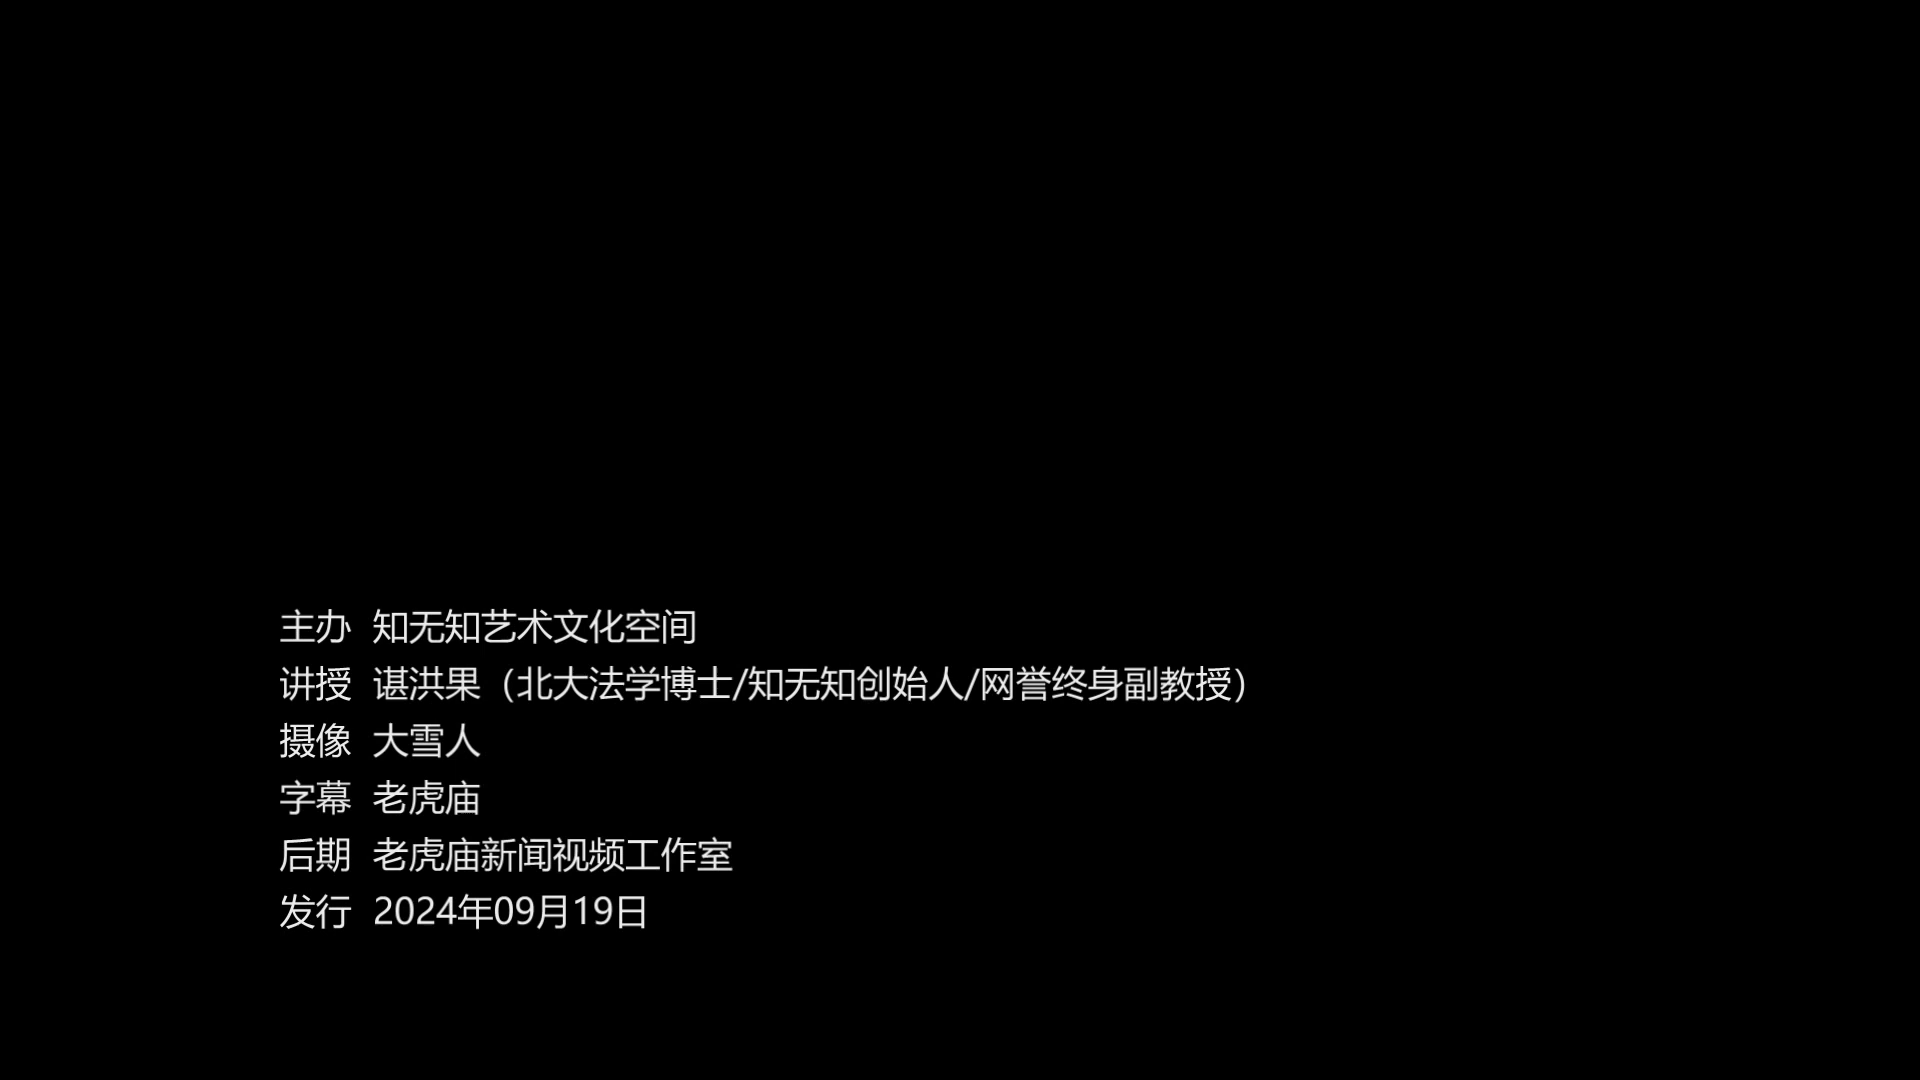 主办 知无知艺术文化空间
讲授 谌洪果（北大法学博士/知无知创始人/网誉终身副教授）
摄像 大雪人
字幕 老虎庙
后期 老虎庙新闻视频工作室
发行 2024年09月19日